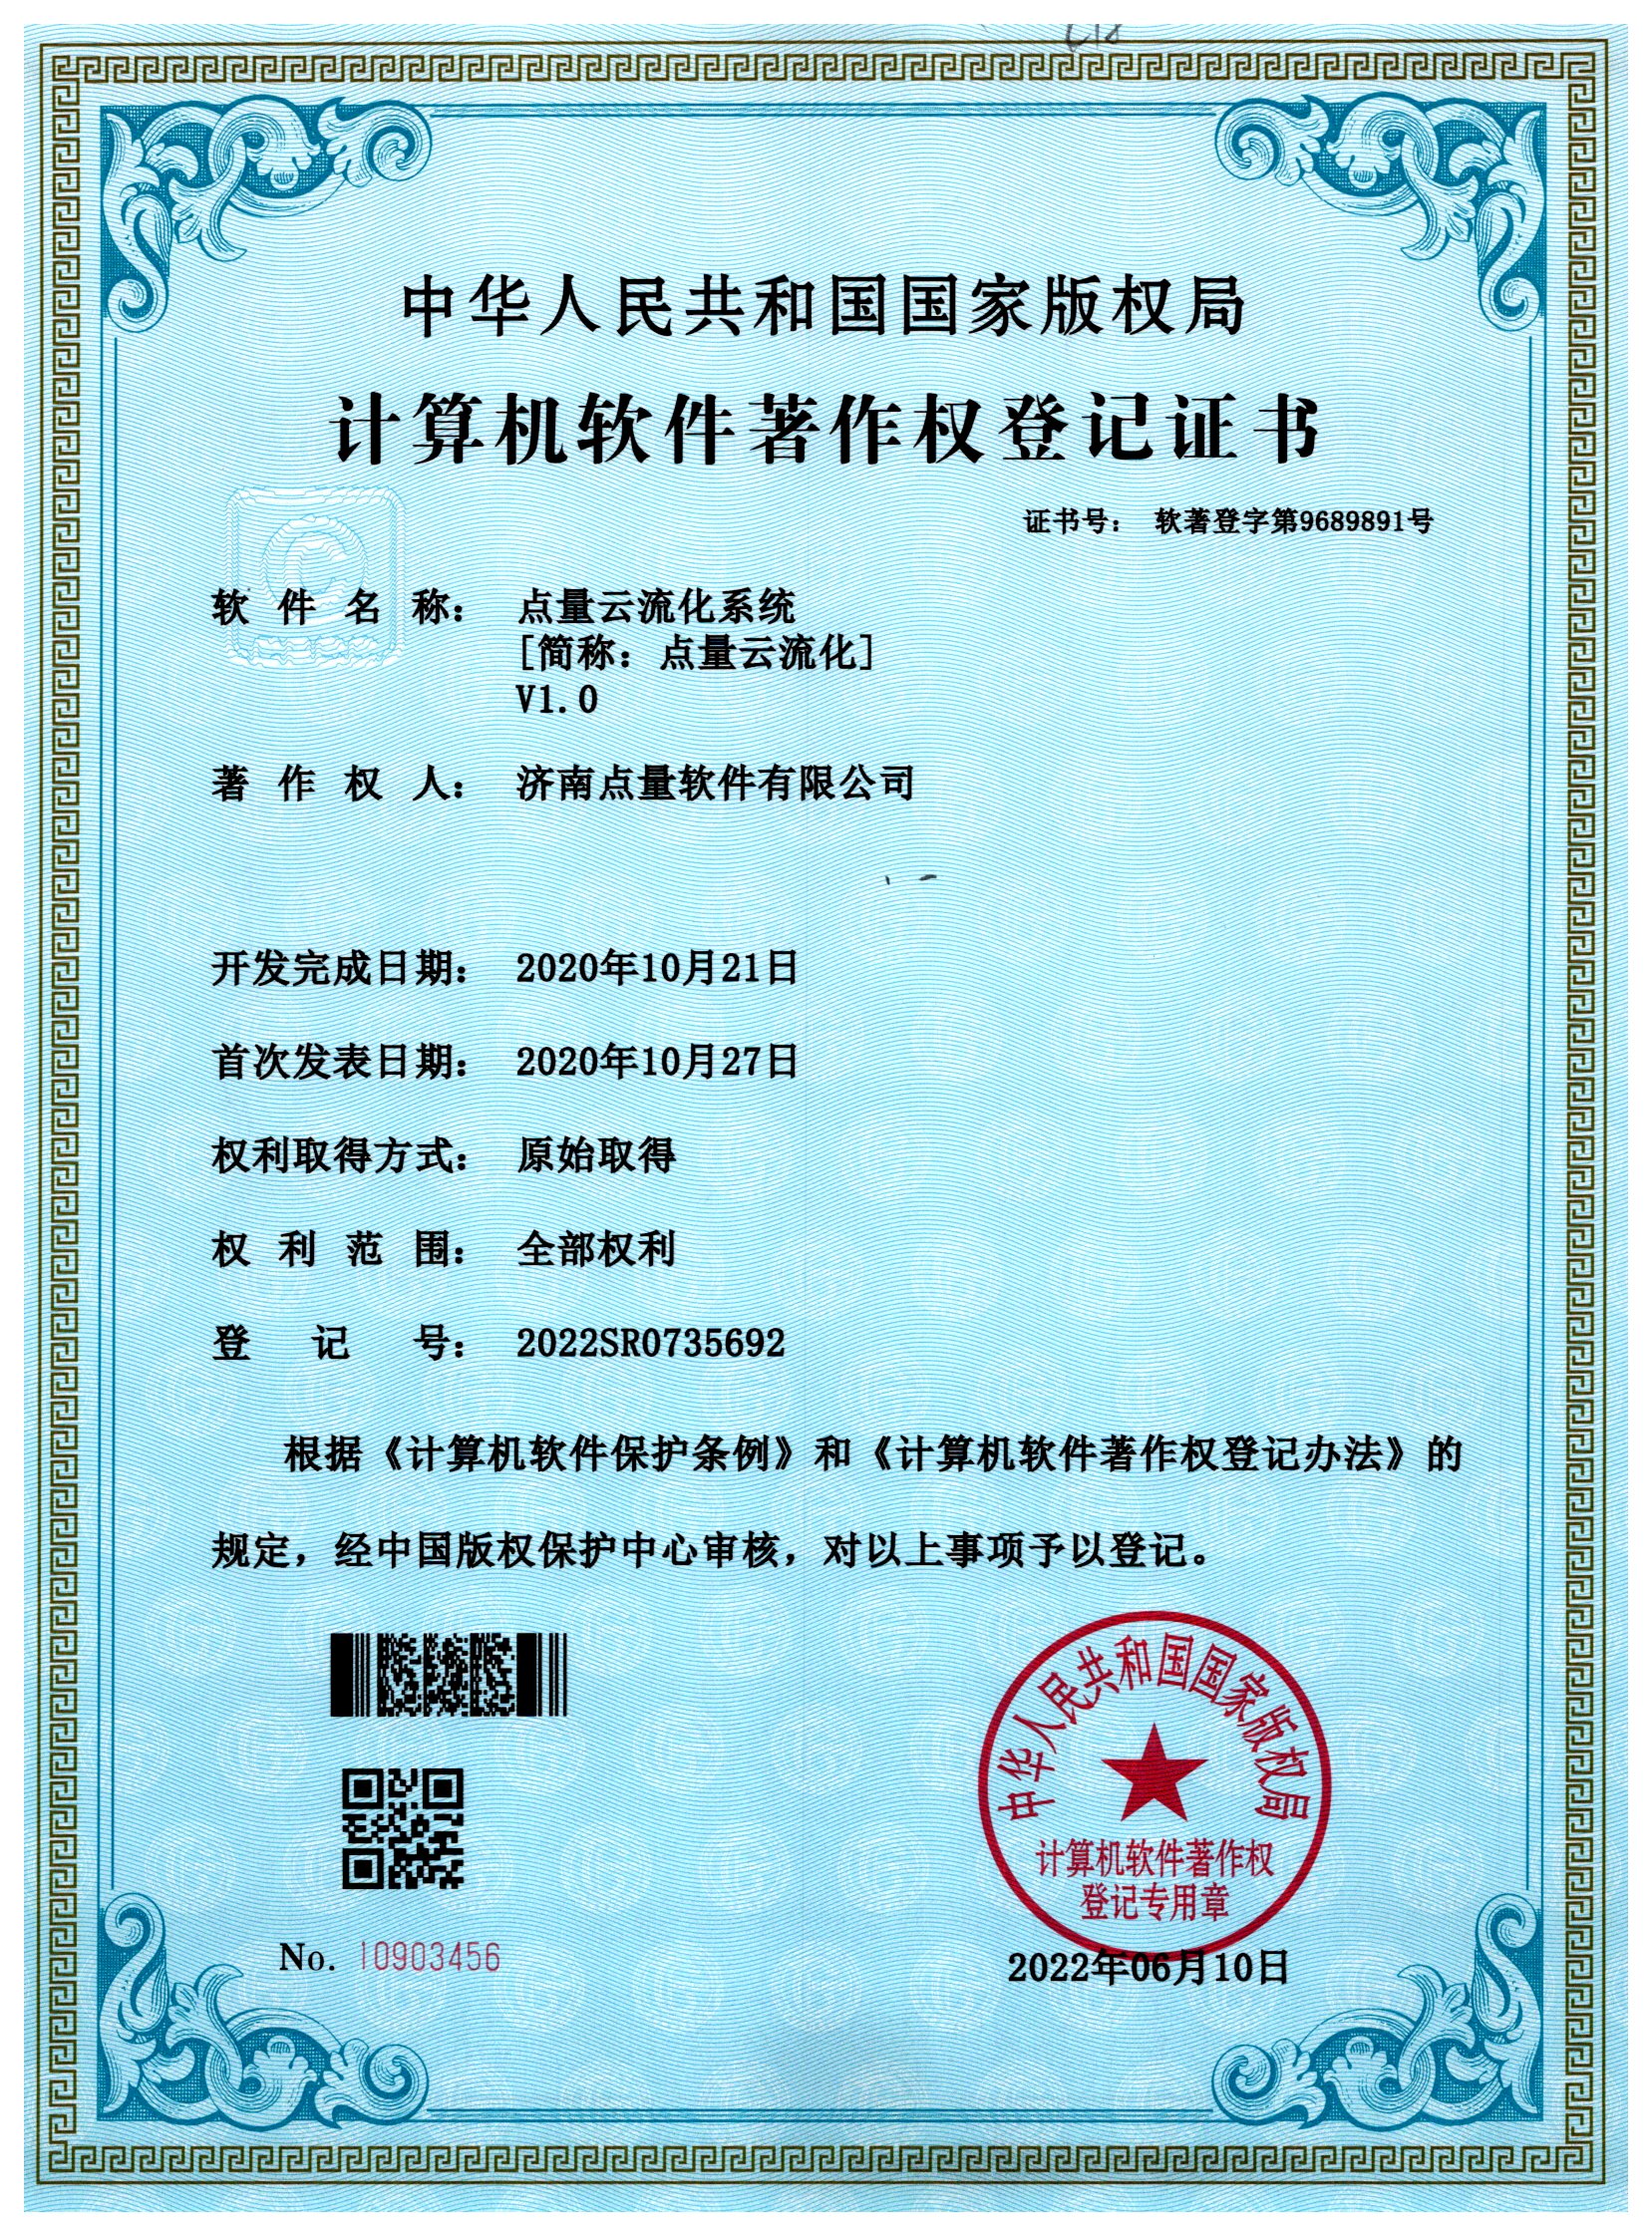 中华人民共和国国家版权局
计算机软件著作权登记证书
证书号： 软著登字第9689891号
软件名称： 点量云流化系统
[简称：点量云流化]
V1.0
著作权人： 济南点量软件有限公司
开发完成日期： 2020年10月21日
首次发表日期： 2020年10月27日
权利取得方式： 原始取得
权利范围： 全部权利
登记号： 2022SR0735692
根据《计算机软件保护条例》和《计算机软件著作权登记办法》的
规定，经中国版权保护中心审核，对以上事项予以登记。
中华人民共和国国家版权局
计算机软件著作权
登记专用章
No. 10903456
2022年06月10日